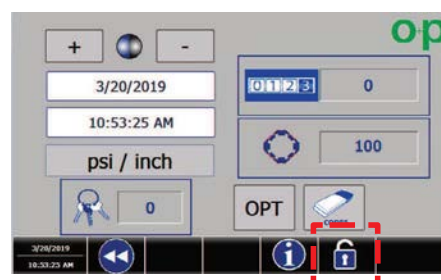 + -
op
3/20/2019
0123 0
10:53:25 AM
psi / inch
100
0
OPT
3/20/2019
10:53:25 AM
i